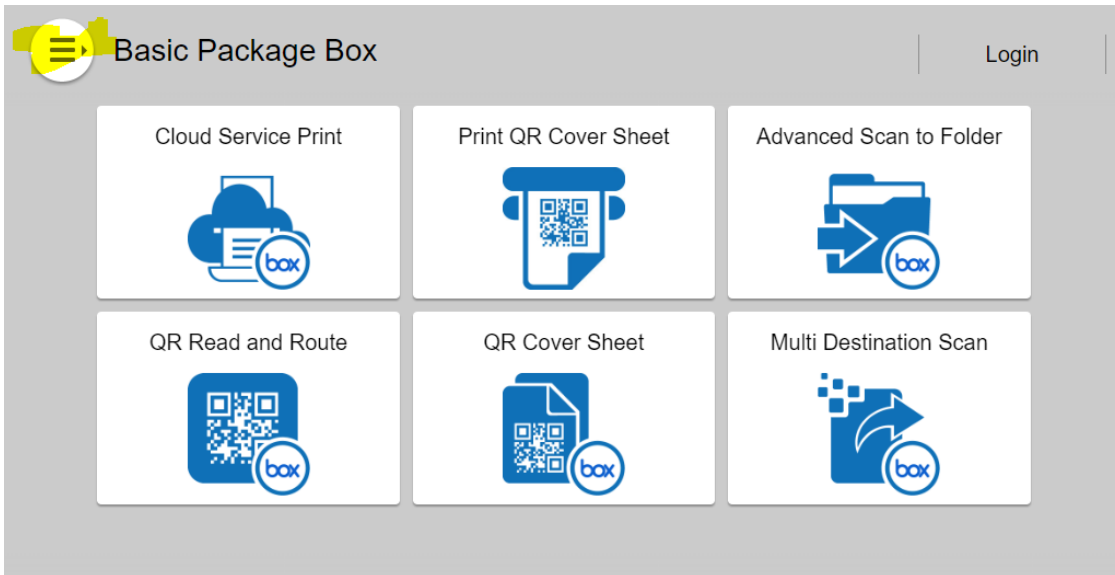 Basic Package Box
Login
Cloud Service Print
Print QR Cover Sheet
Advanced Scan to Folder
box
box
QR Read and Route
QR Cover Sheet
Multi Destination Scan
box
box
box